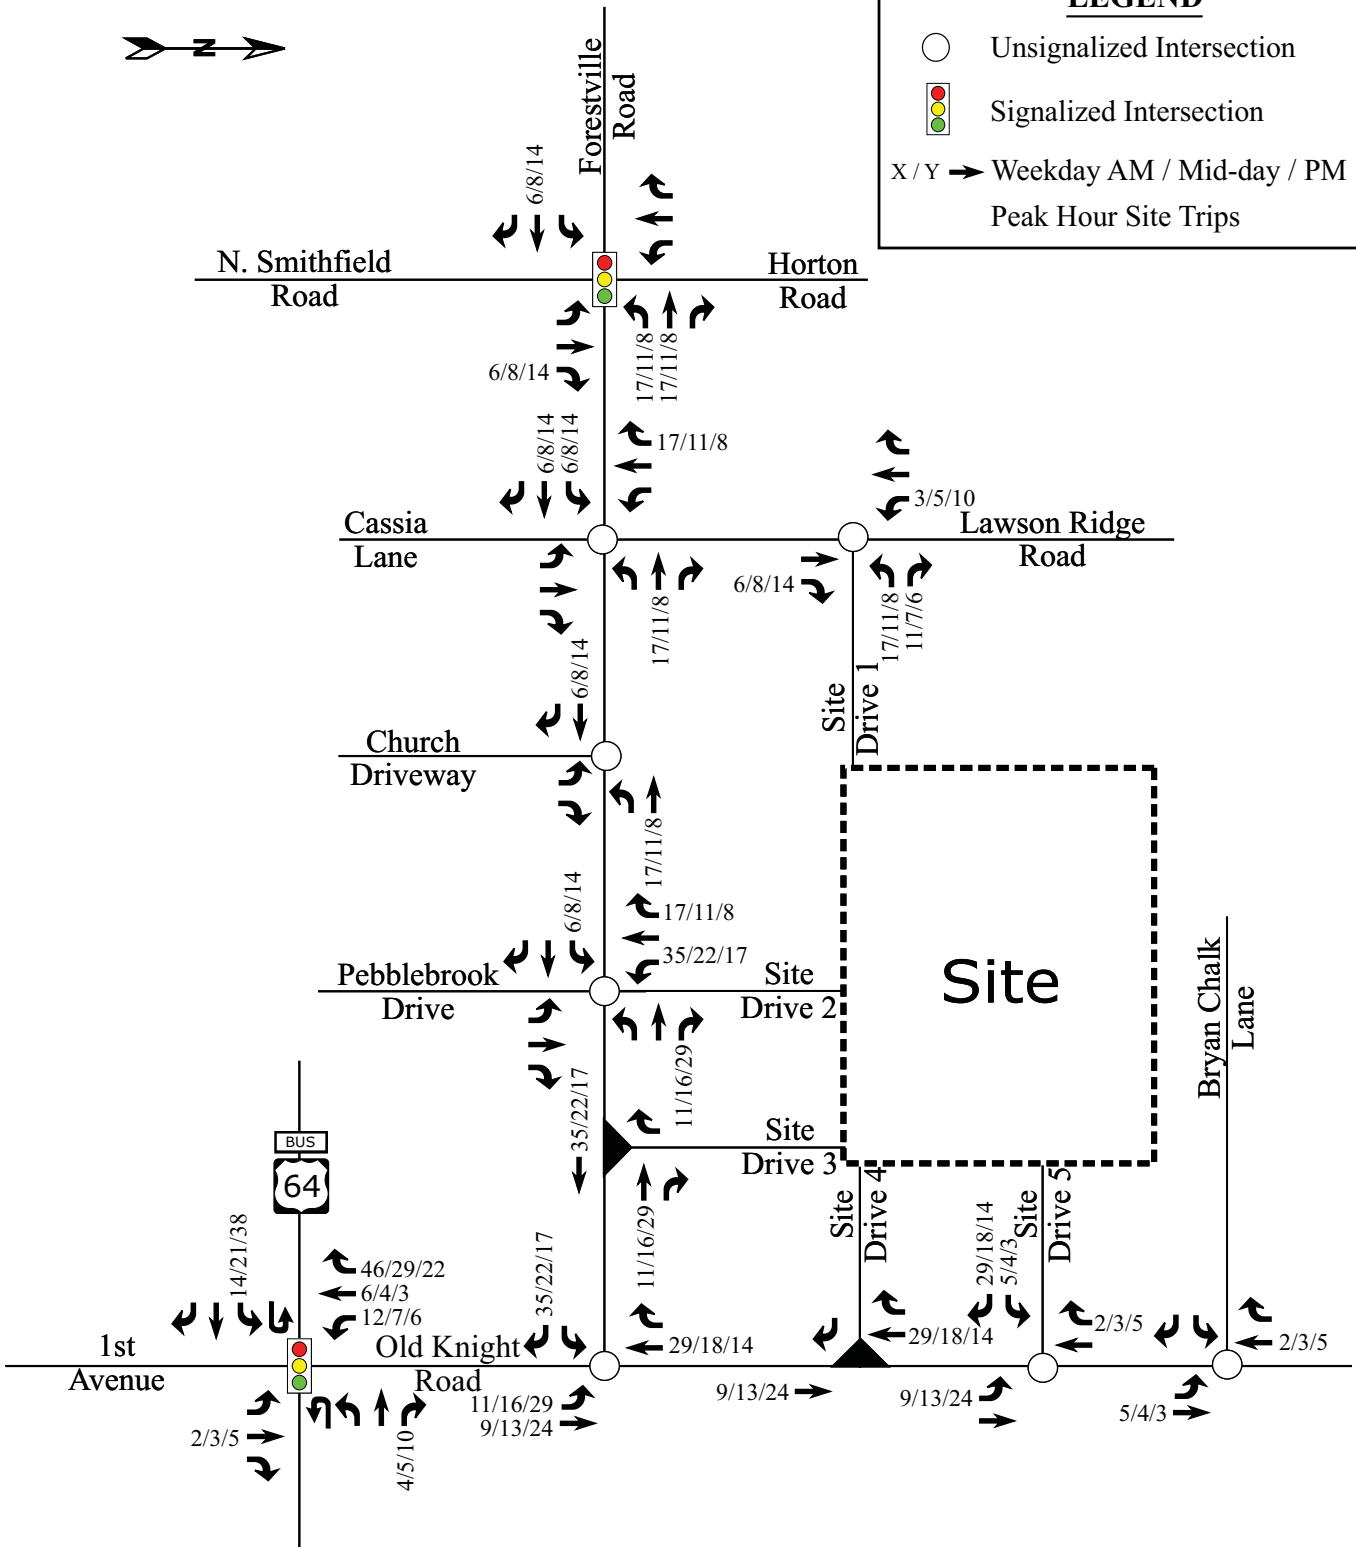 LEGEND
Unsignalized Intersection
Signalized Intersection
X / Y
Weekday AM / Mid-day / PM
Peak Hour Site Trips
N
Forestville
Road
6/8/14
N. Smithfield
Road
Horton
Road
6/8/14
17/11/8
17/11/8
6/8/14
6/8/14
17/11/8
3/5/10
Cassia
Lane
Lawson Ridge
Road
17/11/8
6/8/14
17/11/8
11/7/6
6/8/14
Site
Drive 1
Church
Driveway
17/11/8
6/8/14
17/11/8
35/22/17
Pebblebrook
Drive
Site
Drive 2
Site
Bryan Chalk
Lane
35/22/17
11/16/29
Site
Drive 3
BUS
64
11/16/29
Site
Drive 4
29/18/14
5/4/3
Site
Drive 5
14/21/38
46/29/22
6/4/3
12/7/6
35/22/17
29/18/14
29/18/14
2/3/5
2/3/5
1st
Avenue
Old Knight
Road
2/3/5
4/5/10
11/16/29
9/13/24
9/13/24
9/13/24
5/4/3